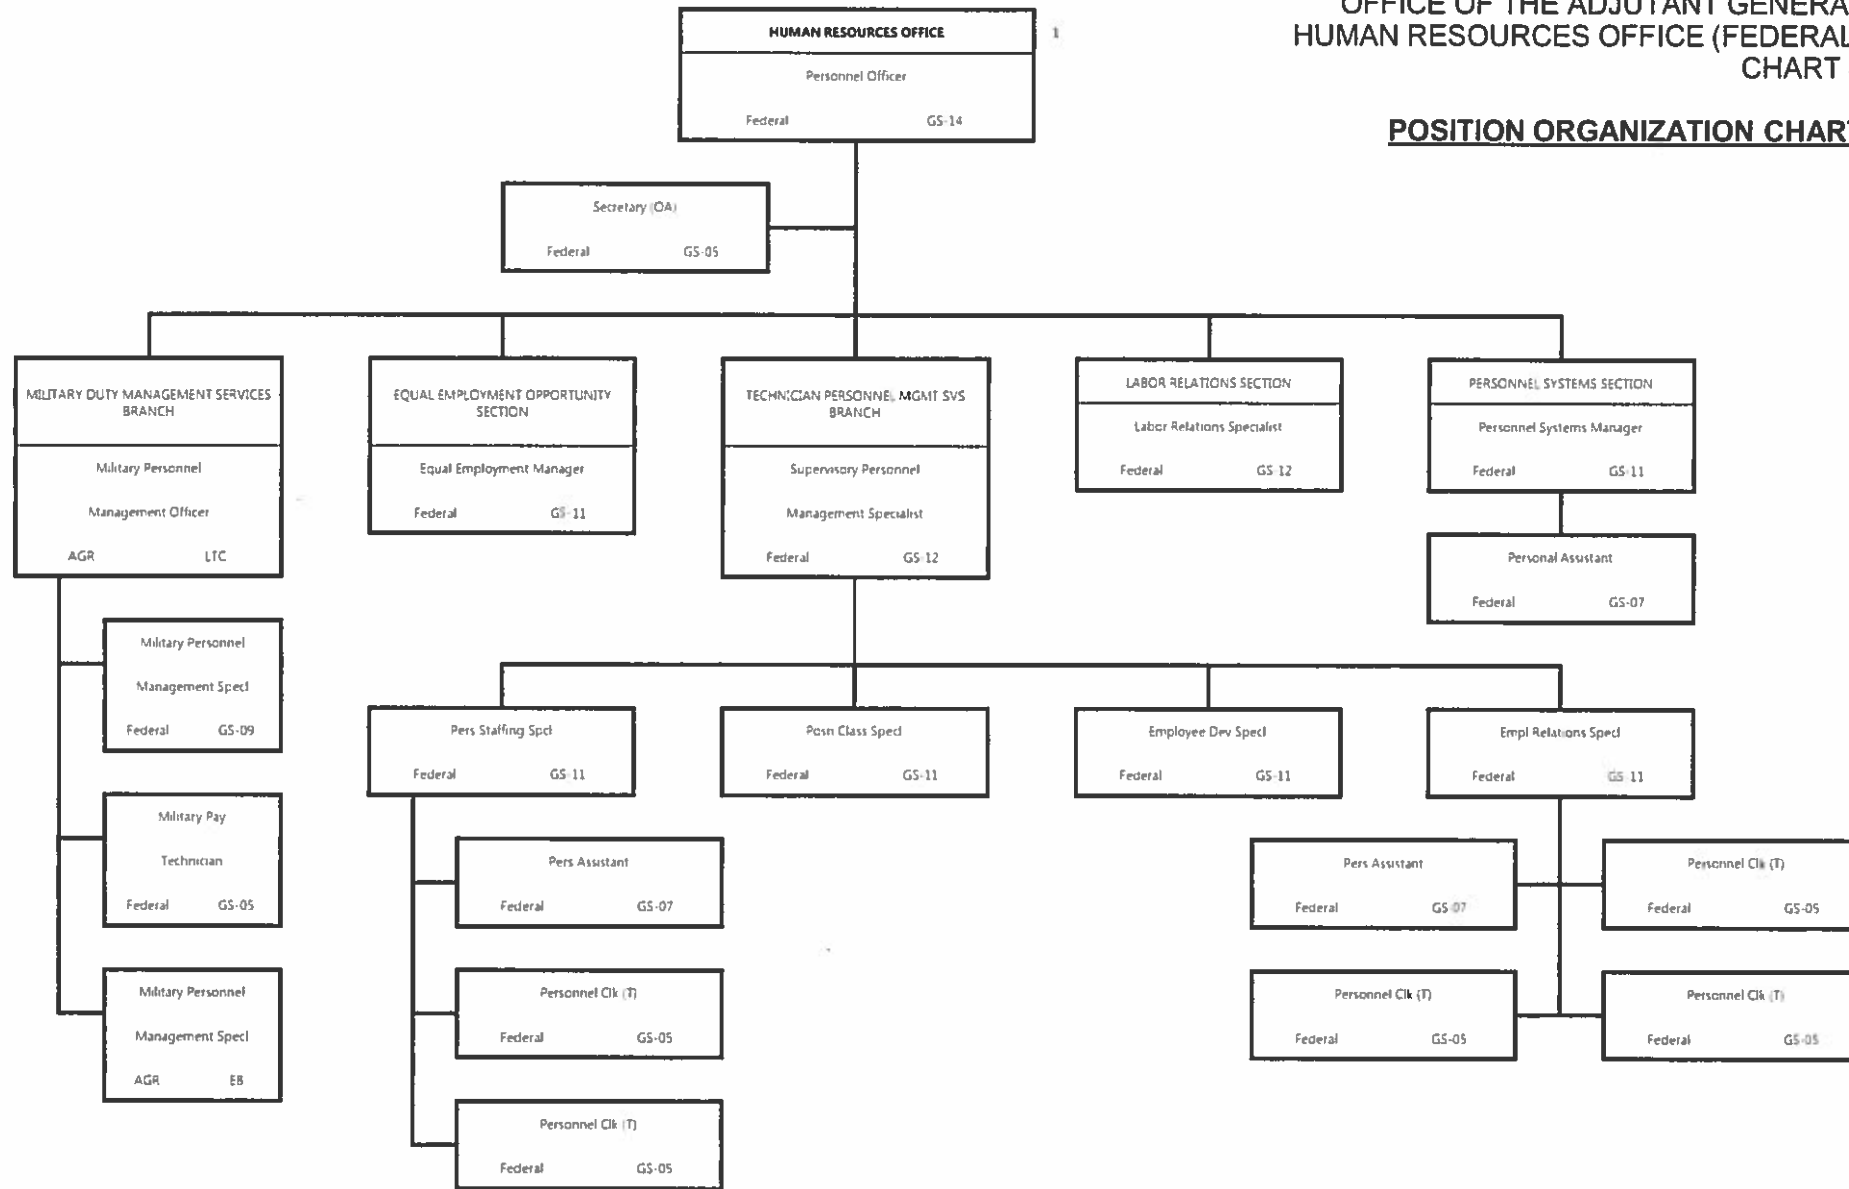 OFFICE OF THE ADJUTANT GENERA
HUMAN RESOURCES OFFICE (FEDERAL
CHART
POSITION ORGANIZATION CHART
HUMAN RESOURCES OFFICE
1
Personnel Officer
Federal GS-14
Secretary (OA)
Federal GS-05
MILITARY DUTY MANAGEMENT SERVICES
BRANCH
Military Personnel
Management Officer
AGR LTC
EQUAL EMPLOYMENT OPPORTUNITY
SECTION
Equal Employment Manager
Federal GS-11
TECHNICIAN PERSONNEL MGMT SVS
BRANCH
Supervisory Personnel
Management Specialist
Federal GS-12
LABOR RELATIONS SECTION
Labor Relations Specialist
Federal GS-12
PERSONNEL SYSTEMS SECTION
Personnel Systems Manager
Federal GS-11
Personal Assistant
Federal GS-07
Military Personnel
Management Specl
Federal GS-09
Military Pay
Technician
Federal GS-05
Military Personnel
Management Specl
AGR E8
Pers Staffing Spcl
Federal GS-11
Posn Class Specl
Federal GS-11
Employee Dev Specl
Federal GS-11
Empl Relations Specl
Federal GS-11
Pers Assistant
Federal GS-07
Personnel Clk (T)
Federal GS-05
Personnel Clk (T)
Federal GS-05
Pers Assistant
Federal GS-07
Personnel Clk (T)
Federal GS-05
Personnel Clk (T)
Federal GS-05
Personnel Clk (T)
Federal GS-05